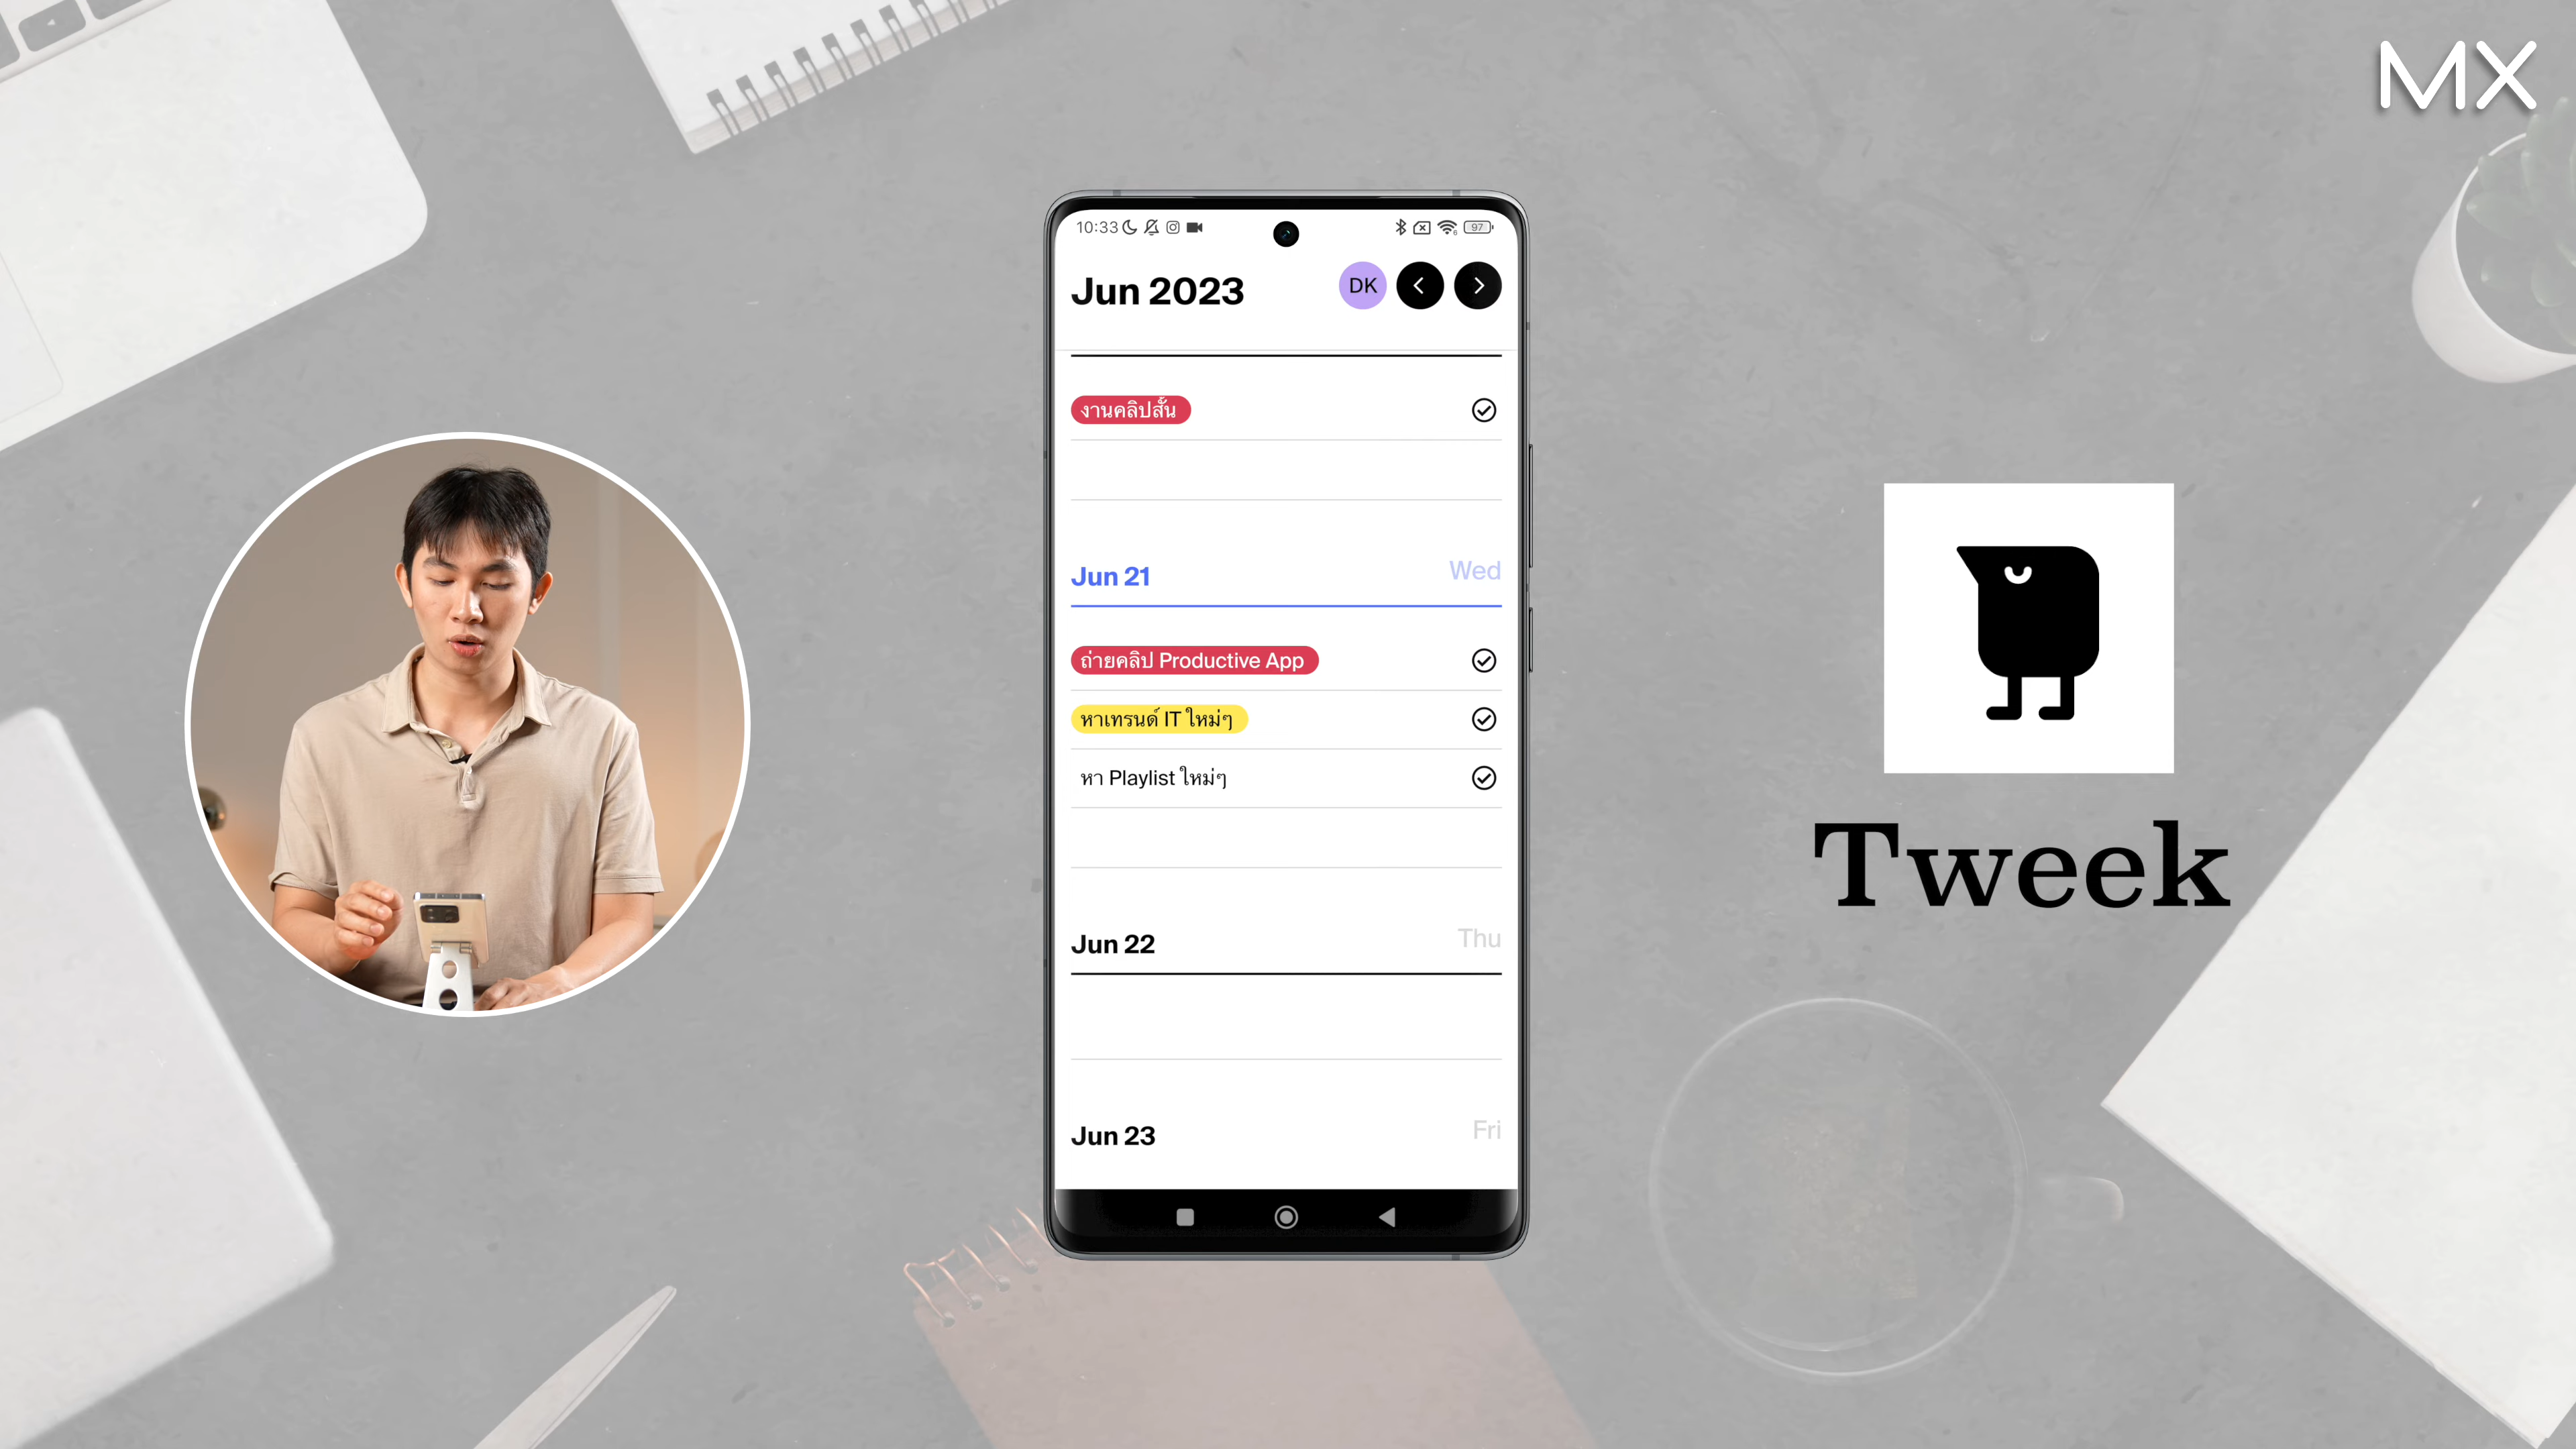 MX
10:33
97
Jun 2023
DK
งานคลิปสั้น
Jun 21
Wed
ถ่ายคลิป Productive App
หาเทรนด์ IT ใหม่ๆ
หา Playlist ใหม่ๆ
Jun 22
Thu
Jun 23
Fri
Tweek